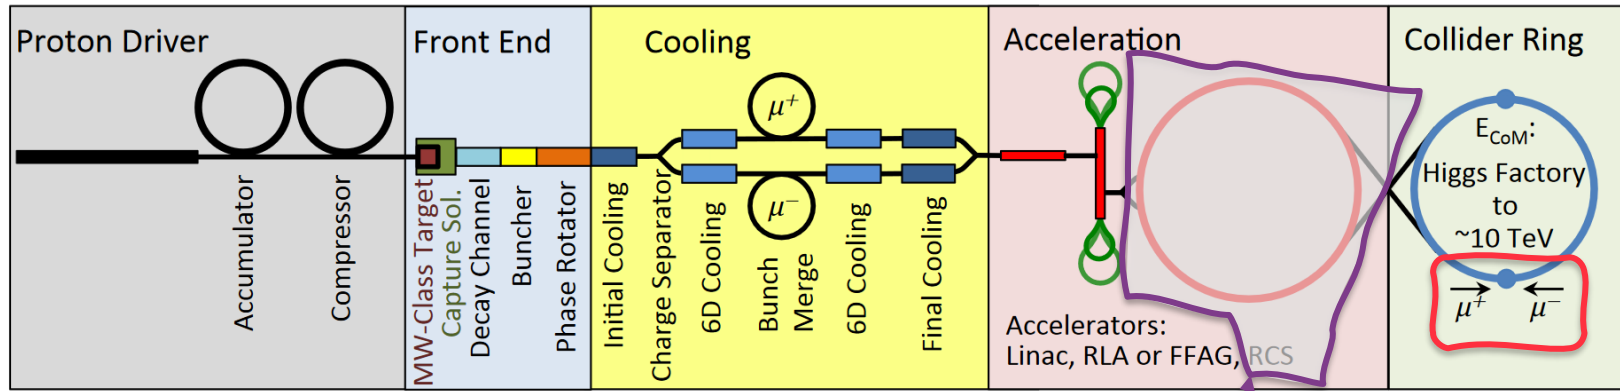 Proton Driver
Accumulator
Compressor
Front End
MW-Class Target
Capture Sol.
Decay Channel
Buncher
Phase Rotator
Cooling
Initial Cooling
Charge Separator
6D Cooling
μ+
μ−
Bunch
Merge
6D Cooling
Final Cooling
Acceleration
Accelerators:
Linac, RLA or FFAG, RCS
Collider Ring
ECoM:
Higgs Factory
to
~10 TeV
μ+ μ−